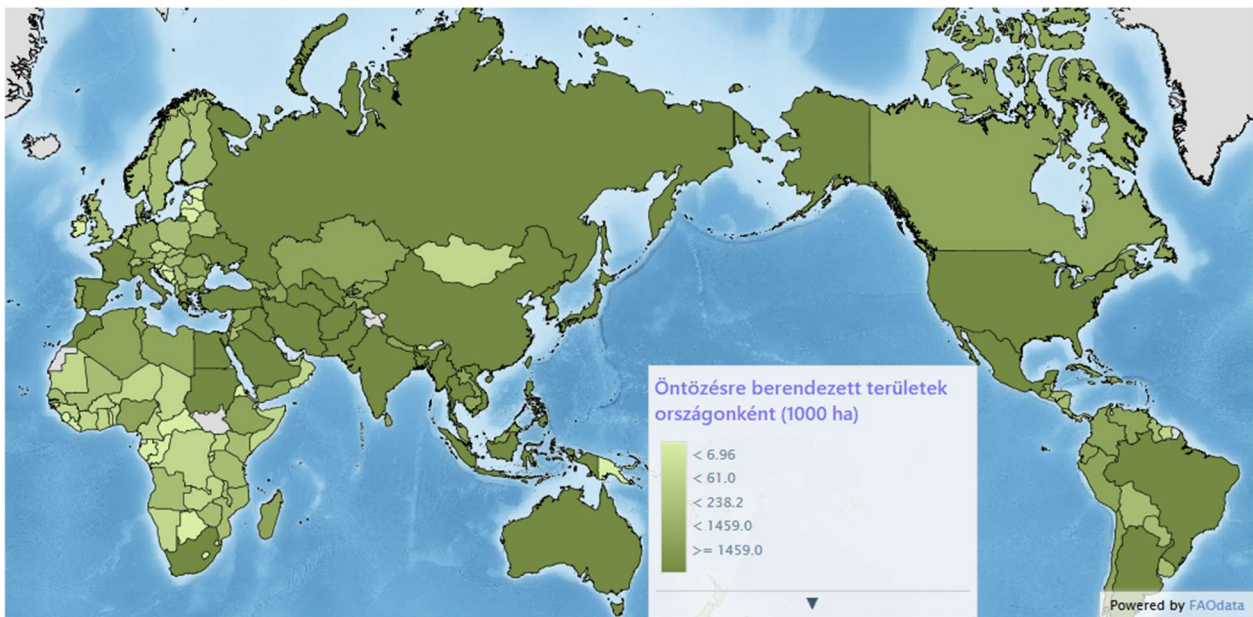 Öntözésre berendezett területek
országonként (1000 ha)
< 6.96
< 61.0
< 238.2
< 1459.0
>= 1459.0
Powered by FAOdata